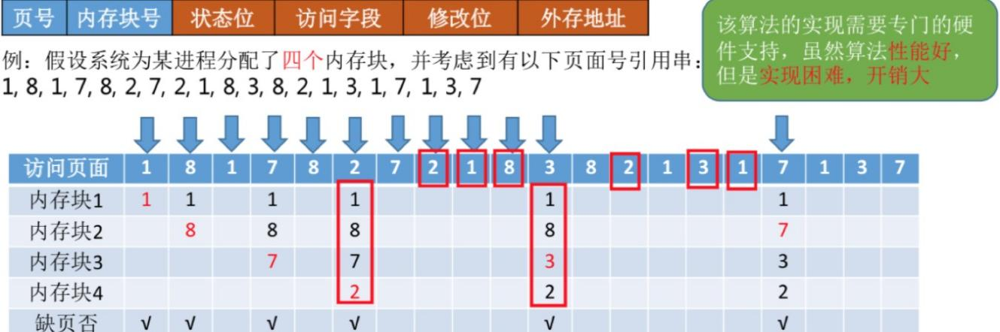 页号 内存块号 状态位 访问字段 修改位 外存地址
该算法的实现需要专门的硬
件支持，虽然算法性能好，
但是实现困难，开销大
例：假设系统为某进程分配了四个内存块，并考虑到有以下页面号引用串：
1, 8, 1, 7, 8, 2, 7, 2, 1, 8, 3, 8, 2, 1, 3, 1, 7, 1, 3, 7
访问页面 1 8 1 7 8 2 7 2 1 8 3 8 2 1 3 1 7 1 3 7
内存块1 1 1 1 1 1 1
内存块2 8 8 8 8 7
内存块3 7 7 3 3
内存块4 2 2 2
缺页否 √ √ √ √ √ √